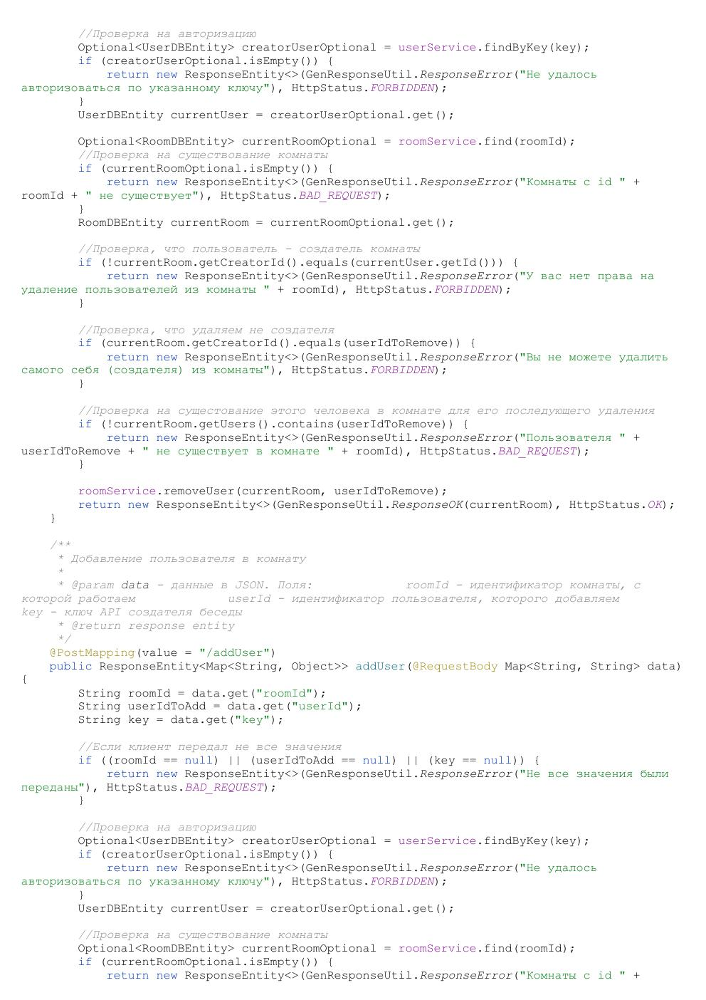 //Проверка на авторизацию
Optional<UserDBEntity> creatorUserOptional = userService.findByKey(key);
if (creatorUserOptional.isEmpty()) {
return new ResponseEntity<>(GenResponseUtil.ResponseError("Не удалось
авторизоваться по указанному ключу"), HttpStatus.FORBIDDEN);
}
UserDBEntity currentUser = creatorUserOptional.get();
Optional<RoomDBEntity> currentRoomOptional = roomService.find(roomId);
//Проверка на существование комнаты
if (currentRoomOptional.isEmpty()) {
return new ResponseEntity<>(GenResponseUtil.ResponseError("Комнаты с id " +
roomId + " не существует"), HttpStatus.BAD_REQUEST);
}
RoomDBEntity currentRoom = currentRoomOptional.get();
//Проверка, что пользователь - создатель комнаты
if (!currentRoom.getCreatorId().equals(currentUser.getId())) {
return new ResponseEntity<>(GenResponseUtil.ResponseError("У вас нет права на
удаление пользователей из комнаты " + roomId), HttpStatus.FORBIDDEN);
}
//Проверка, что удаляем не создателя
if (currentRoom.getCreatorId().equals(userIdToRemove)) {
return new ResponseEntity<>(GenResponseUtil.ResponseError("Вы не можете удалить
самого себя (создателя) из комнаты"), HttpStatus.FORBIDDEN);
}
//Проверка на сущестование этого человека в комнате для его последующего удаления
if (!currentRoom.getUsers().contains(userIdToRemove)) {
return new ResponseEntity<>(GenResponseUtil.ResponseError("Пользователя " +
userIdToRemove + " не существует в комнате " + roomId), HttpStatus.BAD_REQUEST);
}
roomService.removeUser(currentRoom, userIdToRemove);
return new ResponseEntity<>(GenResponseUtil.ResponseOK(currentRoom), HttpStatus.OK);
}
/**
* Добавление пользователя в комнату
*
* @param data - данные в JSON. Поля: roomId - идентификатор комнаты, с
которой работаем userId - идентификатор пользователя, которого добавляем
key - ключ API создателя беседы
* @return response entity
*/
@PostMapping(value = "/addUser")
public ResponseEntity<Map<String, Object>> addUser(@RequestBody Map<String, String> data)
{
String roomId = data.get("roomId");
String userIdToAdd = data.get("userId");
String key = data.get("key");
//Если клиент передал не все значения
if ((roomId == null) || (userIdToAdd == null) || (key == null)) {
return new ResponseEntity<>(GenResponseUtil.ResponseError("Не все значения были
переданы"), HttpStatus.BAD_REQUEST);
}
//Проверка на авторизацию
Optional<UserDBEntity> creatorUserOptional = userService.findByKey(key);
if (creatorUserOptional.isEmpty()) {
return new ResponseEntity<>(GenResponseUtil.ResponseError("Не удалось
авторизоваться по указанному ключу"), HttpStatus.FORBIDDEN);
}
UserDBEntity currentUser = creatorUserOptional.get();
//Проверка на существование комнаты
Optional<RoomDBEntity> currentRoomOptional = roomService.find(roomId);
if (currentRoomOptional.isEmpty()) {
return new ResponseEntity<>(GenResponseUtil.ResponseError("Комнаты с id " +